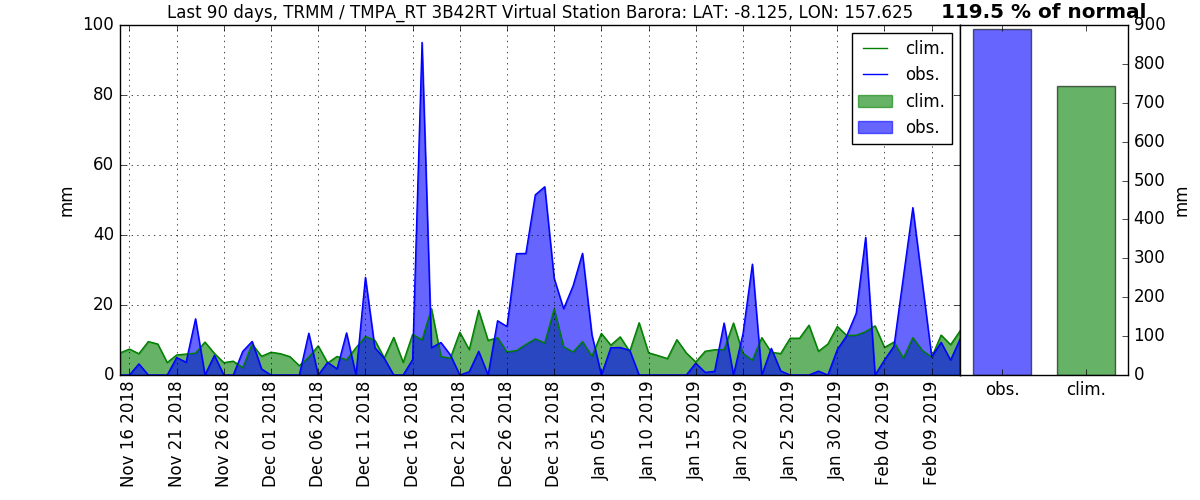 Last 90 days, TRMM / TMPA_RT 3B42RT Virtual Station Barora: LAT: -8.125, LON: 157.625
119.5 % of normal
mm
100
80
60
40
20
0
clim.
obs.
clim.
obs.
900
800
700
600
500
400
300
200
100
0
mm
Nov 16 2018
Nov 21 2018
Nov 26 2018
Dec 01 2018
Dec 06 2018
Dec 11 2018
Dec 16 2018
Dec 21 2018
Dec 26 2018
Dec 31 2018
Jan 05 2019
Jan 10 2019
Jan 15 2019
Jan 20 2019
Jan 25 2019
Jan 30 2019
Feb 04 2019
Feb 09 2019
obs.
clim.